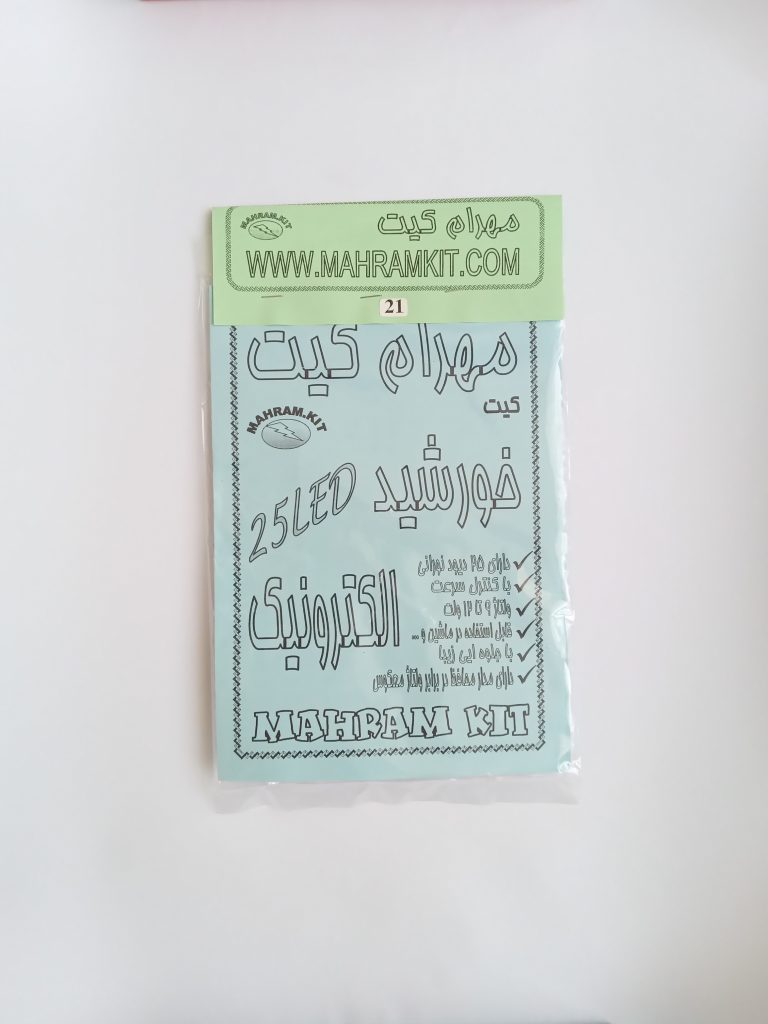 MAHRAM.KIT
مهرام کیت
WWW.MAHRAMKIT.COM
21
مهرام کیت
کیت
MAHRAM.KIT
خورشید
25LED
الکترونیک
دارای ۲۵ دیود نورانی
با کنترل سرعت
ولتاژ ۹ تا ۱۲ ولت
قابل استفاده در ماشین و ...
با جلوه ایی زیبا
دارای مدار محافظ در برابر ولتاژ معکوس
MAHRAM KIT